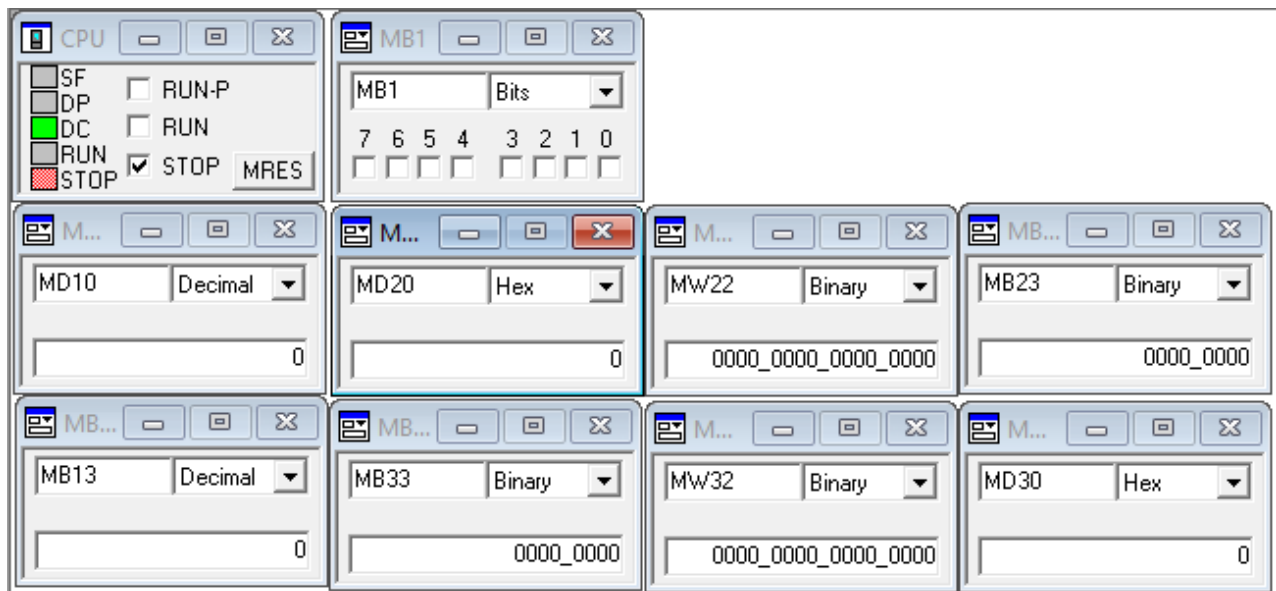 CPU
SF
DP
DC
RUN
STOP
RUN-P
RUN
STOP
MRES
MB1
MB1 Bits
7 6 5 4 3 2 1 0
M...
MD10 Decimal
0
M...
MD20 Hex
0
M...
MW22 Binary
0000_0000_0000_0000
MB...
MB23 Binary
0000_0000
MB...
MB13 Decimal
0
MB...
MB33 Binary
0000_0000
M...
MW32 Binary
0000_0000_0000_0000
M...
MD30 Hex
0